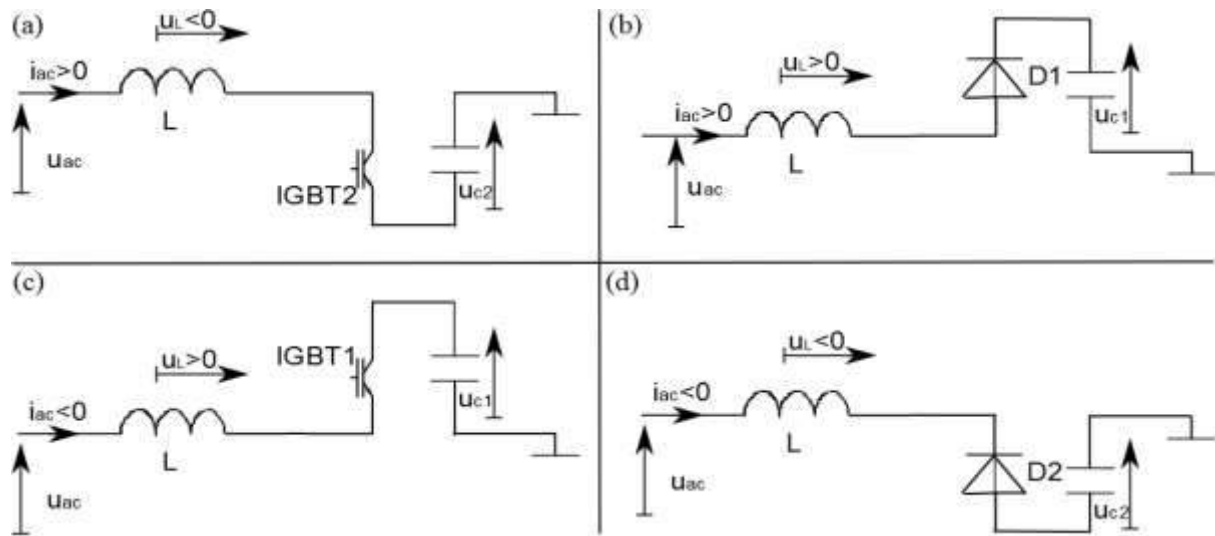 (a)
uL<0
iac>0
L
uac
IGBT2
uc2
(b)
uL>0
D1
iac>0
uc1
L
uac
(c)
uL>0
IGBT1
iac<0
uc1
L
uac
(d)
uL<0
iac<0
L
D2
uac
uc2